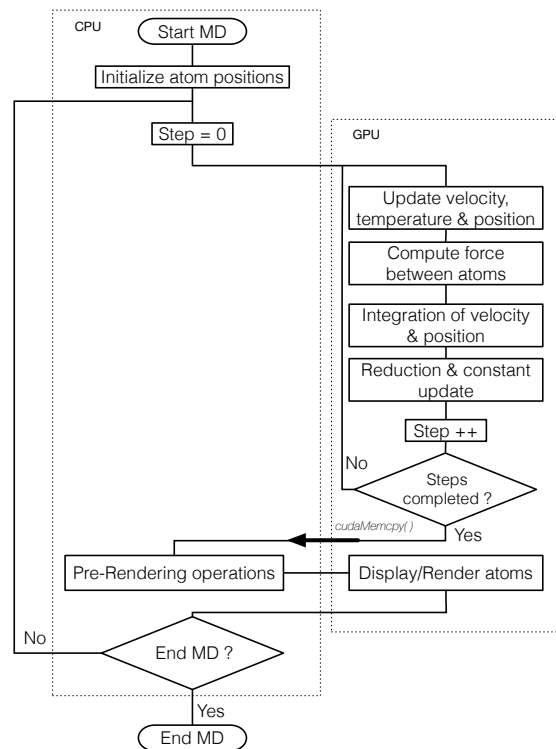 CPU
Start MD
Initialize atom positions
Step = 0
GPU
Update velocity,
temperature & position
Compute force
between atoms
Integration of velocity
& position
Reduction & constant
update
Step ++
No
Steps
completed ?
cudaMemcpy( )
Yes
Pre-Rendering operations
Display/Render atoms
No
End MD ?
Yes
End MD